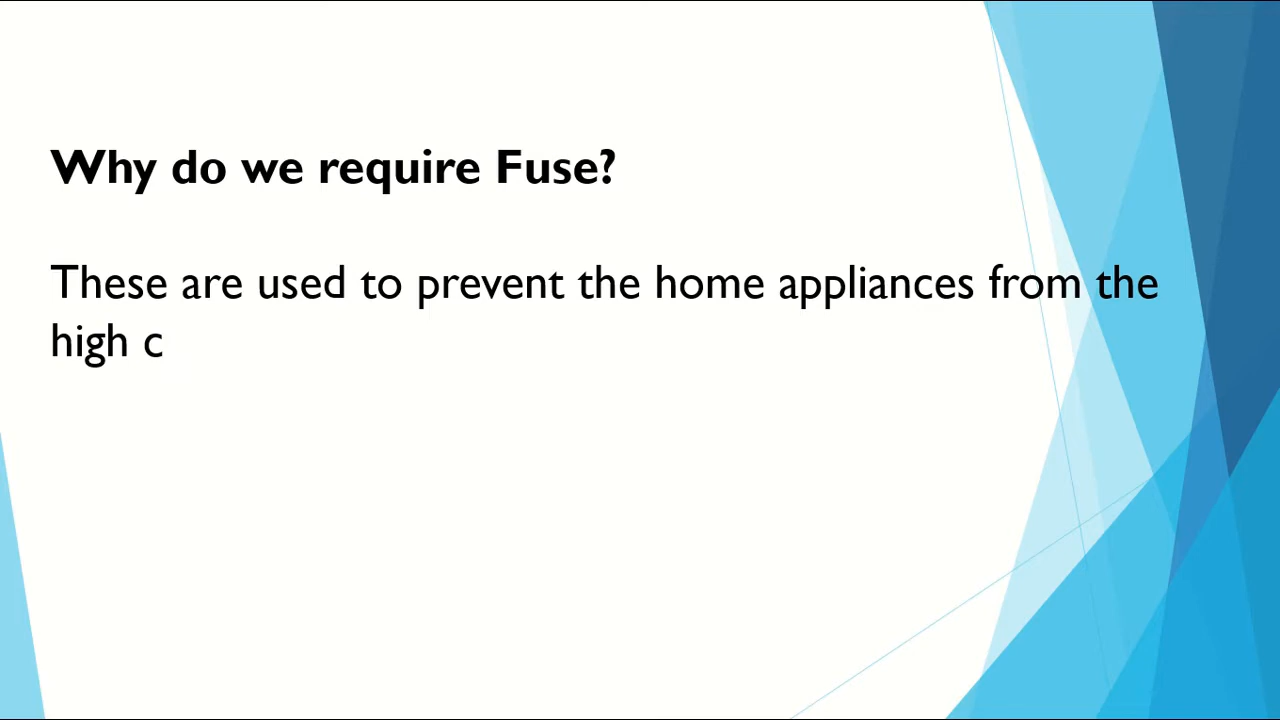 Why do we require Fuse?
These are used to prevent the home appliances from the
high c